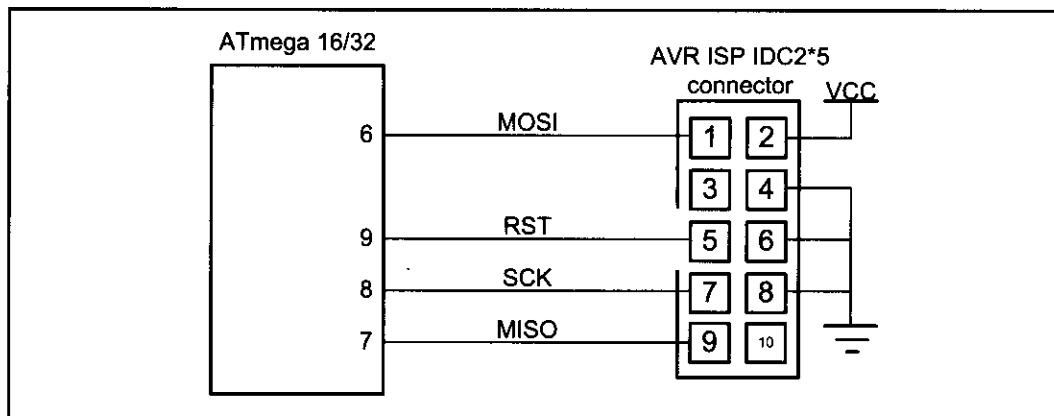 ATmega 16/32
AVR ISP IDC2*5
connector
VCC
6 MOSI 1 2
3 4
9 RST 5 6
8 SCK 7 8
7 MISO 9 10